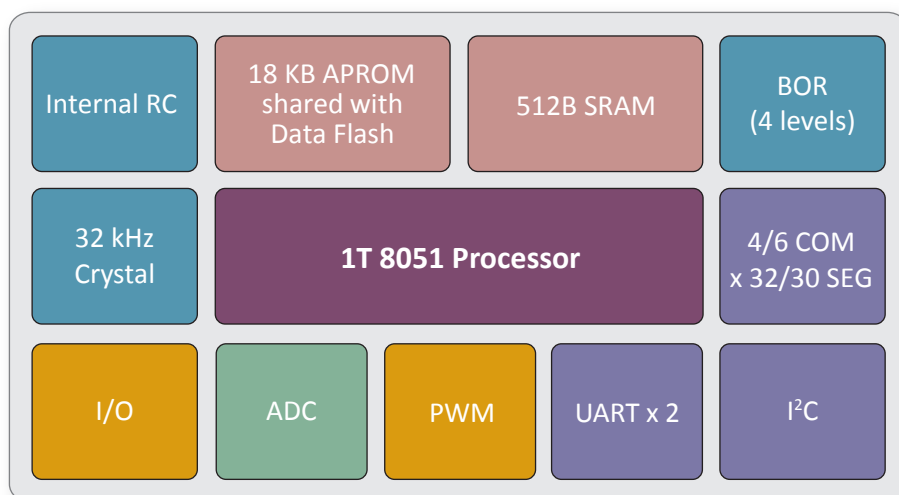 Internal RC
18 KB APROM
shared with
Data Flash
512B SRAM
BOR
(4 levels)
32 kHz
Crystal
1T 8051 Processor
4/6 COM
x 32/30 SEG
I/O
ADC
PWM
UART x 2
I²C